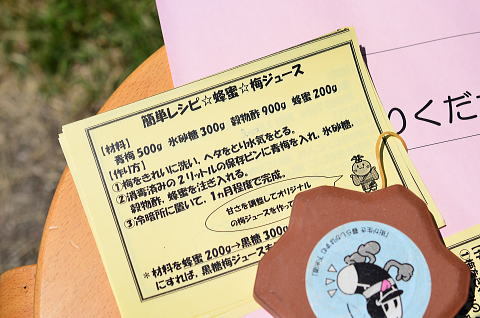 簡単レシピ☆蜂蜜☆梅ジュース
【材料】
青梅 500g 氷砂糖 300g 穀物酢 900g 蜂蜜 200g
【作り方】
①梅をきれいに洗い、ヘタをとり水気をとる。
②消毒済みの2リットルの保存ビンに青梅を入れ、氷砂糖、
穀物酢、蜂蜜を注ぎ入れる。
③冷暗所に置いて、1ヵ月程度で完成。
甘さを調整してオリジナル
の梅ジュースを作って
*材料を蜂蜜200g→黒糖300g
にすれば、黒糖梅ジュース
のくだ